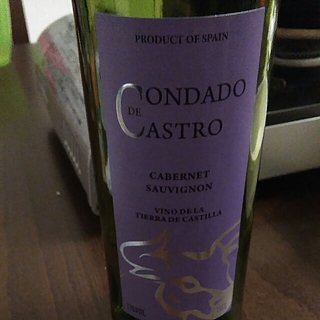 PRODUCT OF SPAIN
CONDADO
DE
CASTRO
CABERNET
SAUVIGNON
VINO DE LA
TIERRA DE CASTILLA